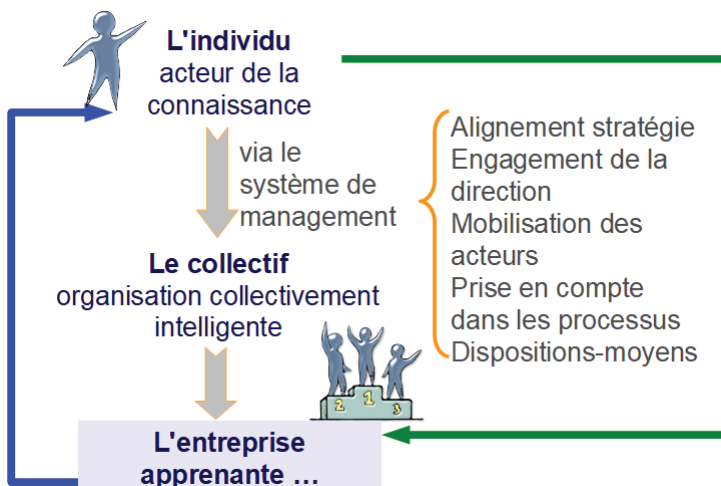 L'individu
acteur de la
connaissance
via le
système de
management
Alignement stratégie
Engagement de la
direction
Mobilisation des
acteurs
Prise en compte
dans les processus
Dispositions-moyens
Le collectif
organisation collectivement
intelligente
2 1 3
L'entreprise
apprenante ...